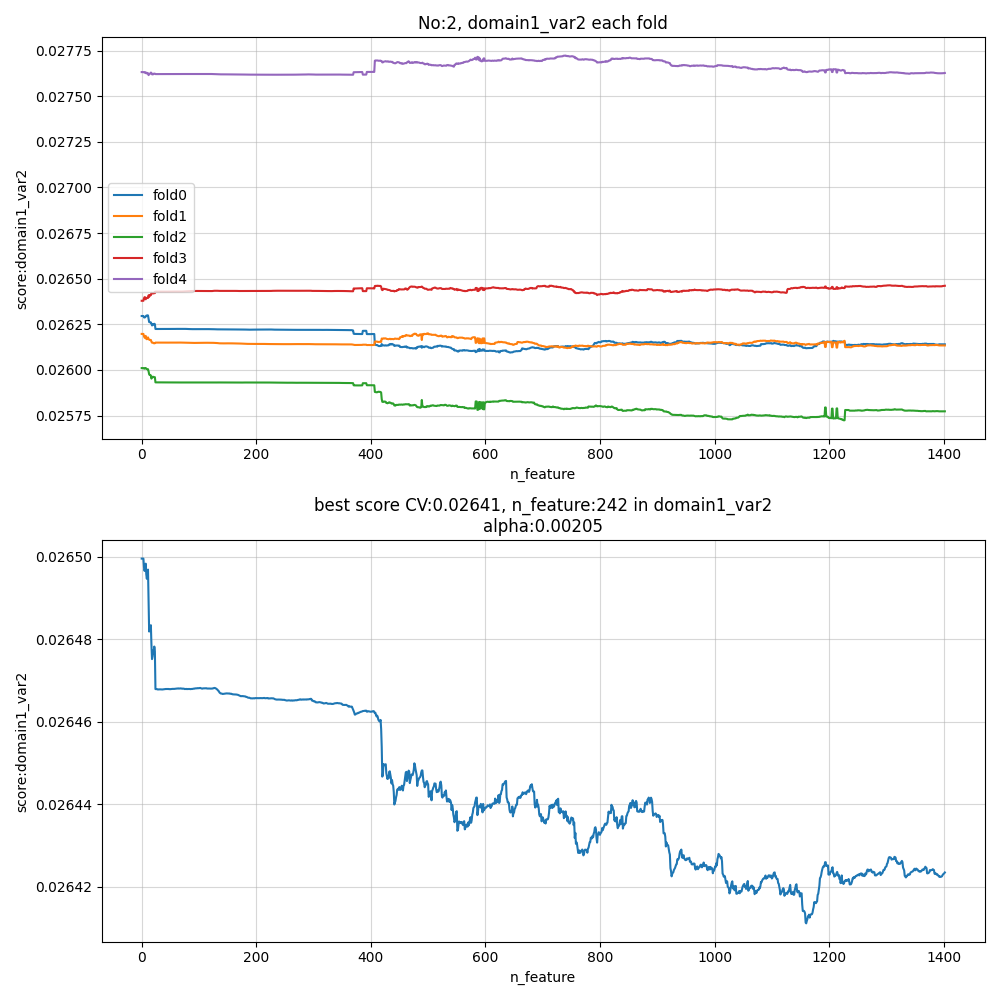 No:2, domain1_var2 each fold
score:domain1_var2
0.02775
0.02750
0.02725
0.02700
0.02675
0.02650
0.02625
0.02600
0.02575
fold0
fold1
fold2
fold3
fold4
0 200 400 600 800 1000 1200 1400
n_feature
best score CV:0.02641, n_feature:242 in domain1_var2
alpha:0.00205
score:domain1_var2
0.02650
0.02648
0.02646
0.02644
0.02642
0 200 400 600 800 1000 1200 1400
n_feature